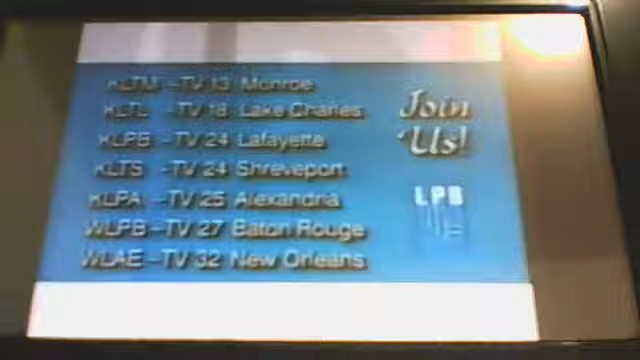 KLTM -TV 13 Monroe
KLTL -TV 18 Lake Charles
KLPB -TV 24 Lafayette
KLTS -TV 24 Shreveport
KLPA -TV 25 Alexandria
WLPB -TV 27 Baton Rouge
WLAE -TV 32 New Orleans
Join
Us!
LPB